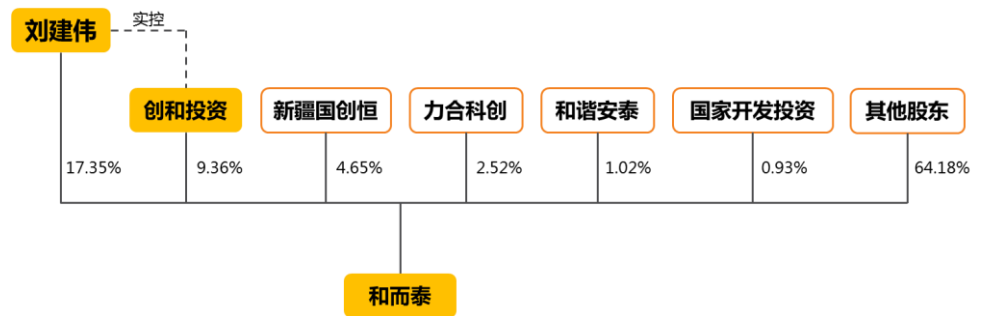 刘建伟
实控
创和投资
新疆国创恒
力合科创
和谐安泰
国家开发投资
其他股东
17.35%
9.36%
4.65%
2.52%
1.02%
0.93%
64.18%
和而泰